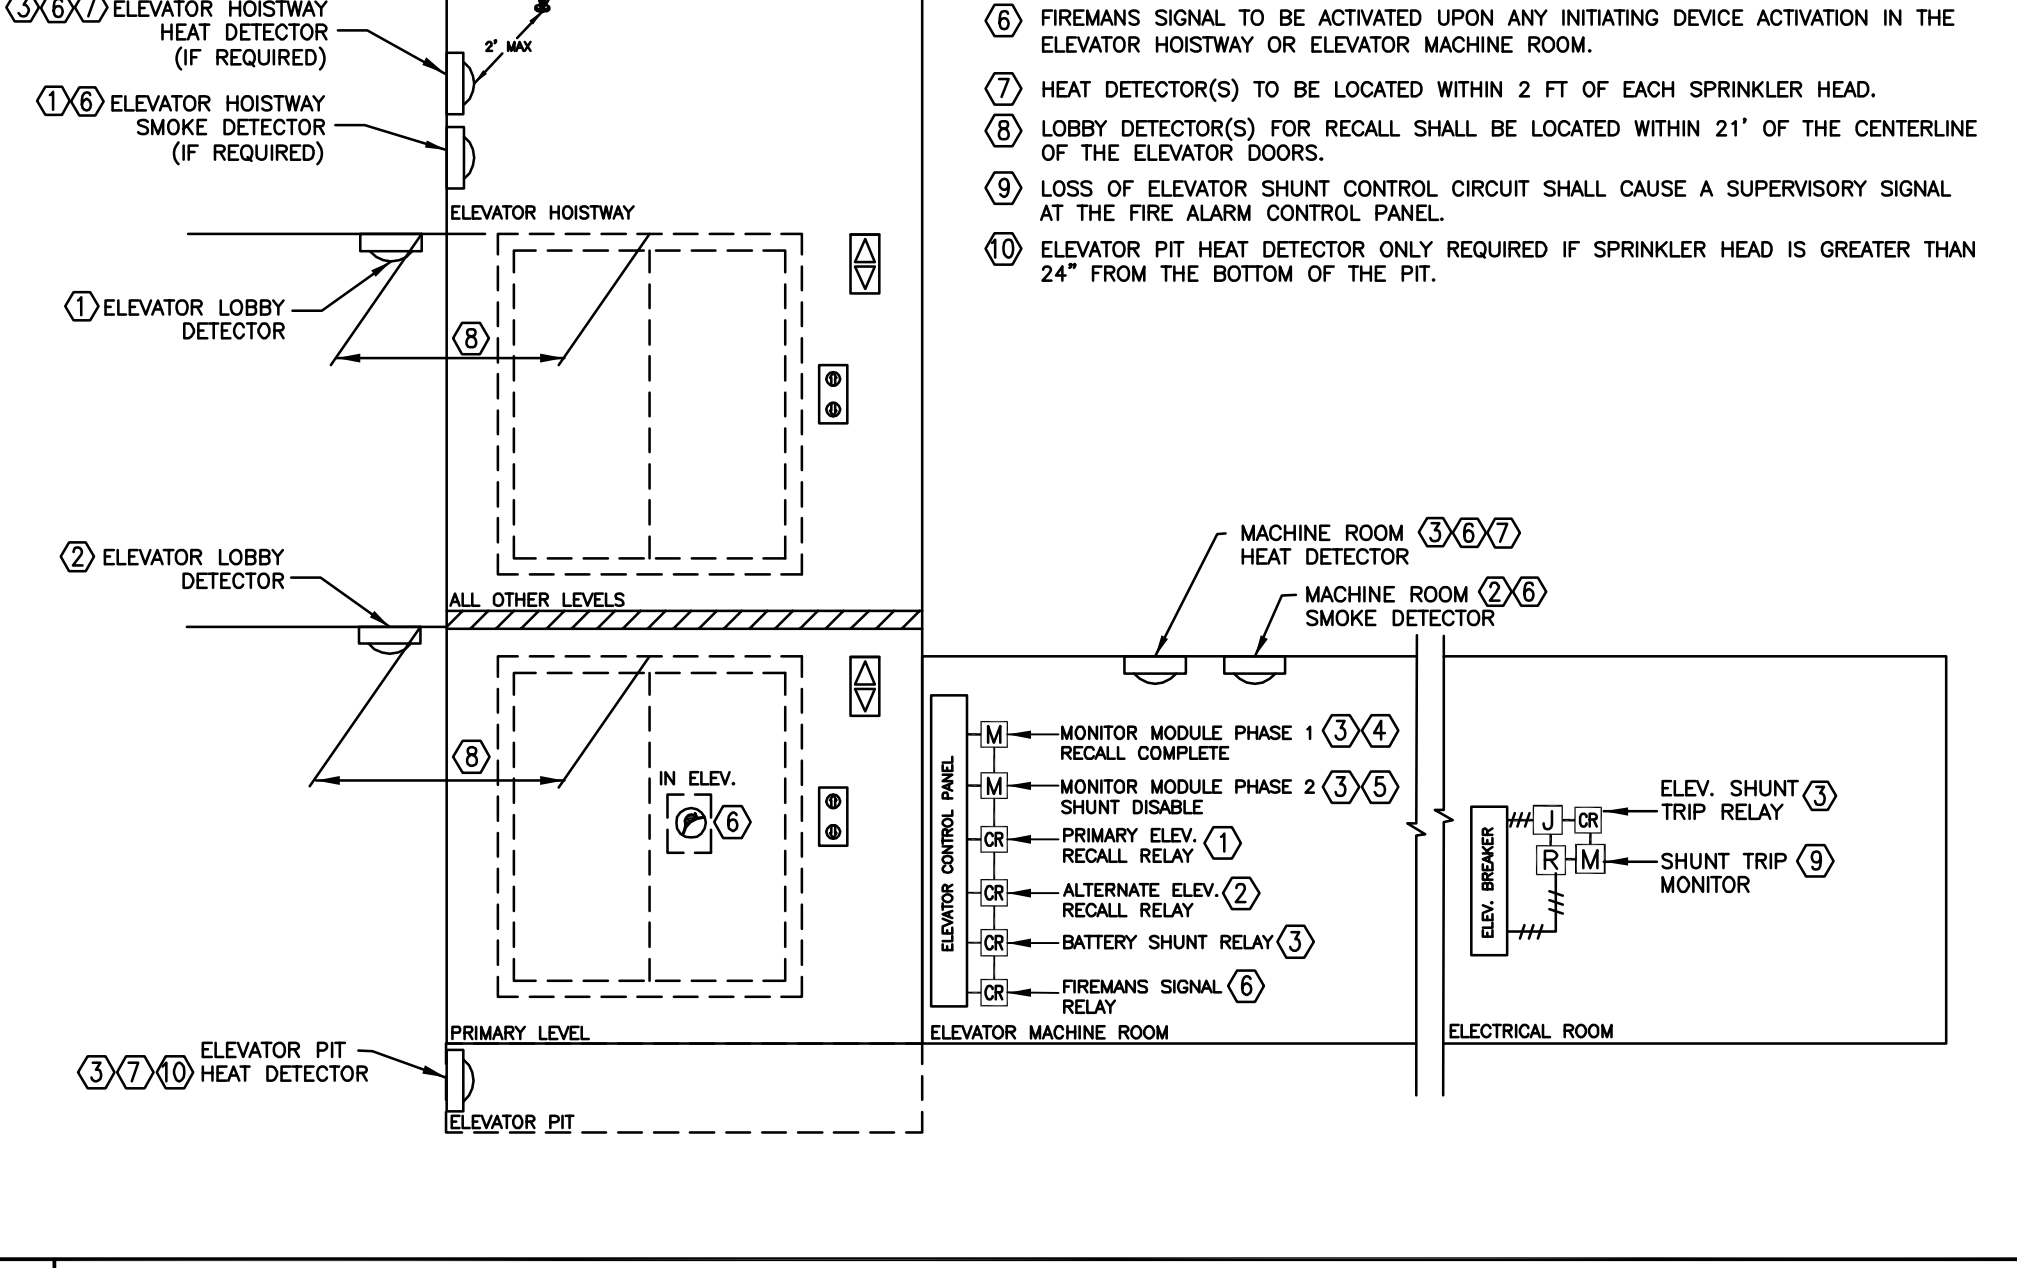 3 6 7 ELEVATOR HOISTWAY
HEAT DETECTOR
(IF REQUIRED)
2' MAX
1 6 ELEVATOR HOISTWAY
SMOKE DETECTOR
(IF REQUIRED)
ELEVATOR HOISTWAY
1 ELEVATOR LOBBY
DETECTOR
8
2 ELEVATOR LOBBY
DETECTOR
ALL OTHER LEVELS
8
IN ELEV.
6
PRIMARY LEVEL
ELEVATOR PIT
3 7 10 HEAT DETECTOR
ELEVATOR PIT
6 FIREMANS SIGNAL TO BE ACTIVATED UPON ANY INITIATING DEVICE ACTIVATION IN THE
ELEVATOR HOISTWAY OR ELEVATOR MACHINE ROOM.
7 HEAT DETECTOR(S) TO BE LOCATED WITHIN 2 FT OF EACH SPRINKLER HEAD.
8 LOBBY DETECTOR(S) FOR RECALL SHALL BE LOCATED WITHIN 21' OF THE CENTERLINE
OF THE ELEVATOR DOORS.
9 LOSS OF ELEVATOR SHUNT CONTROL CIRCUIT SHALL CAUSE A SUPERVISORY SIGNAL
AT THE FIRE ALARM CONTROL PANEL.
10 ELEVATOR PIT HEAT DETECTOR ONLY REQUIRED IF SPRINKLER HEAD IS GREATER THAN
24" FROM THE BOTTOM OF THE PIT.
MACHINE ROOM 3 6 7
HEAT DETECTOR
MACHINE ROOM 2 6
SMOKE DETECTOR
ELEVATOR CONTROL PANEL
M MONITOR MODULE PHASE 1 3 4
RECALL COMPLETE
M MONITOR MODULE PHASE 2 3 5
SHUNT DISABLE
CR PRIMARY ELEV. 1
RECALL RELAY
CR ALTERNATE ELEV. 2
RECALL RELAY
CR BATTERY SHUNT RELAY 3
CR FIREMANS SIGNAL 6
RELAY
ELEVATOR MACHINE ROOM
ELEV. BREAKER
J CR
R M
ELEV. SHUNT 3
TRIP RELAY
SHUNT TRIP 9
MONITOR
ELECTRICAL ROOM